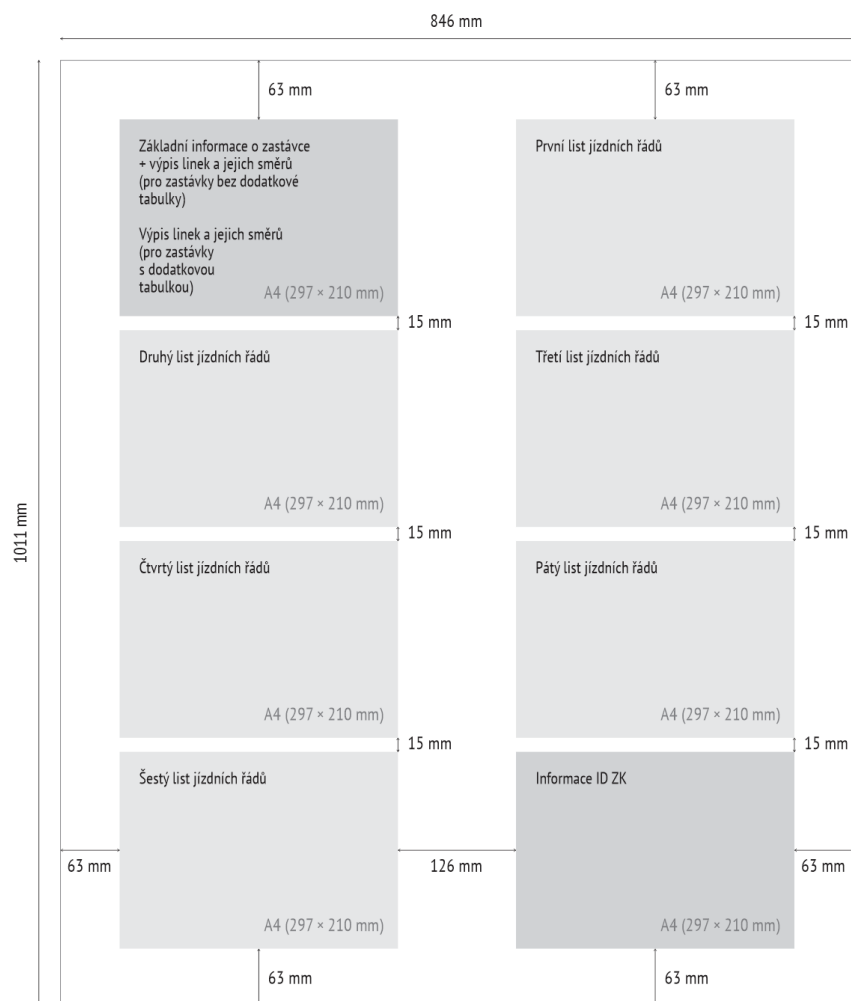 846 mm
63 mm
63 mm
Základní informace o zastávce
+ výpis linek a jejich směrů
(pro zastávky bez dodatkové
tabulky)
Výpis linek a jejich směrů
(pro zastávky
s dodatkovou
tabulkou)
A4 (297 × 210 mm)
První list jízdních řádů
A4 (297 × 210 mm)
15 mm
15 mm
Druhý list jízdních řádů
A4 (297 × 210 mm)
Třetí list jízdních řádů
A4 (297 × 210 mm)
1011 mm
15 mm
15 mm
Čtvrtý list jízdních řádů
A4 (297 × 210 mm)
Pátý list jízdních řádů
A4 (297 × 210 mm)
15 mm
15 mm
Šestý list jízdních řádů
A4 (297 × 210 mm)
Informace ID ZK
A4 (297 × 210 mm)
63 mm
126 mm
63 mm
63 mm
63 mm